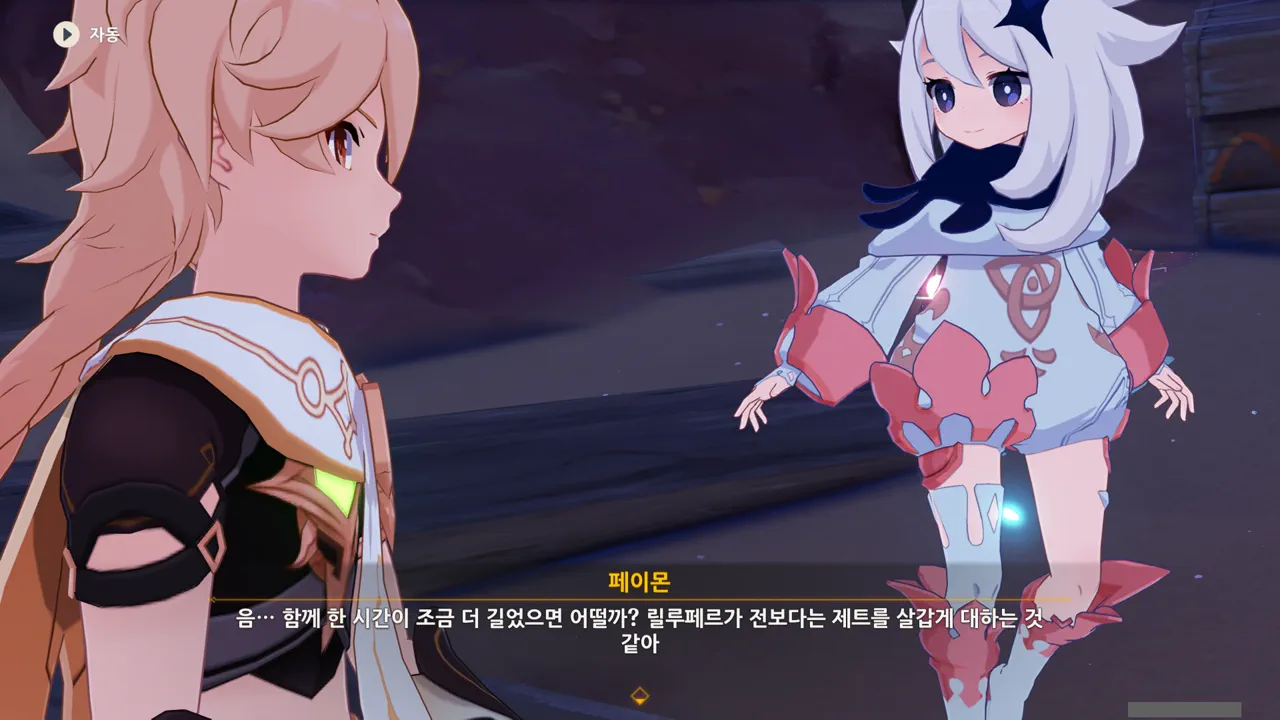 자동
페이몬
음… 함께 한 시간이 조금 더 길었으면 어떨까? 릴루페르가 전보다는 제트를 살갑게 대하는 것
같아